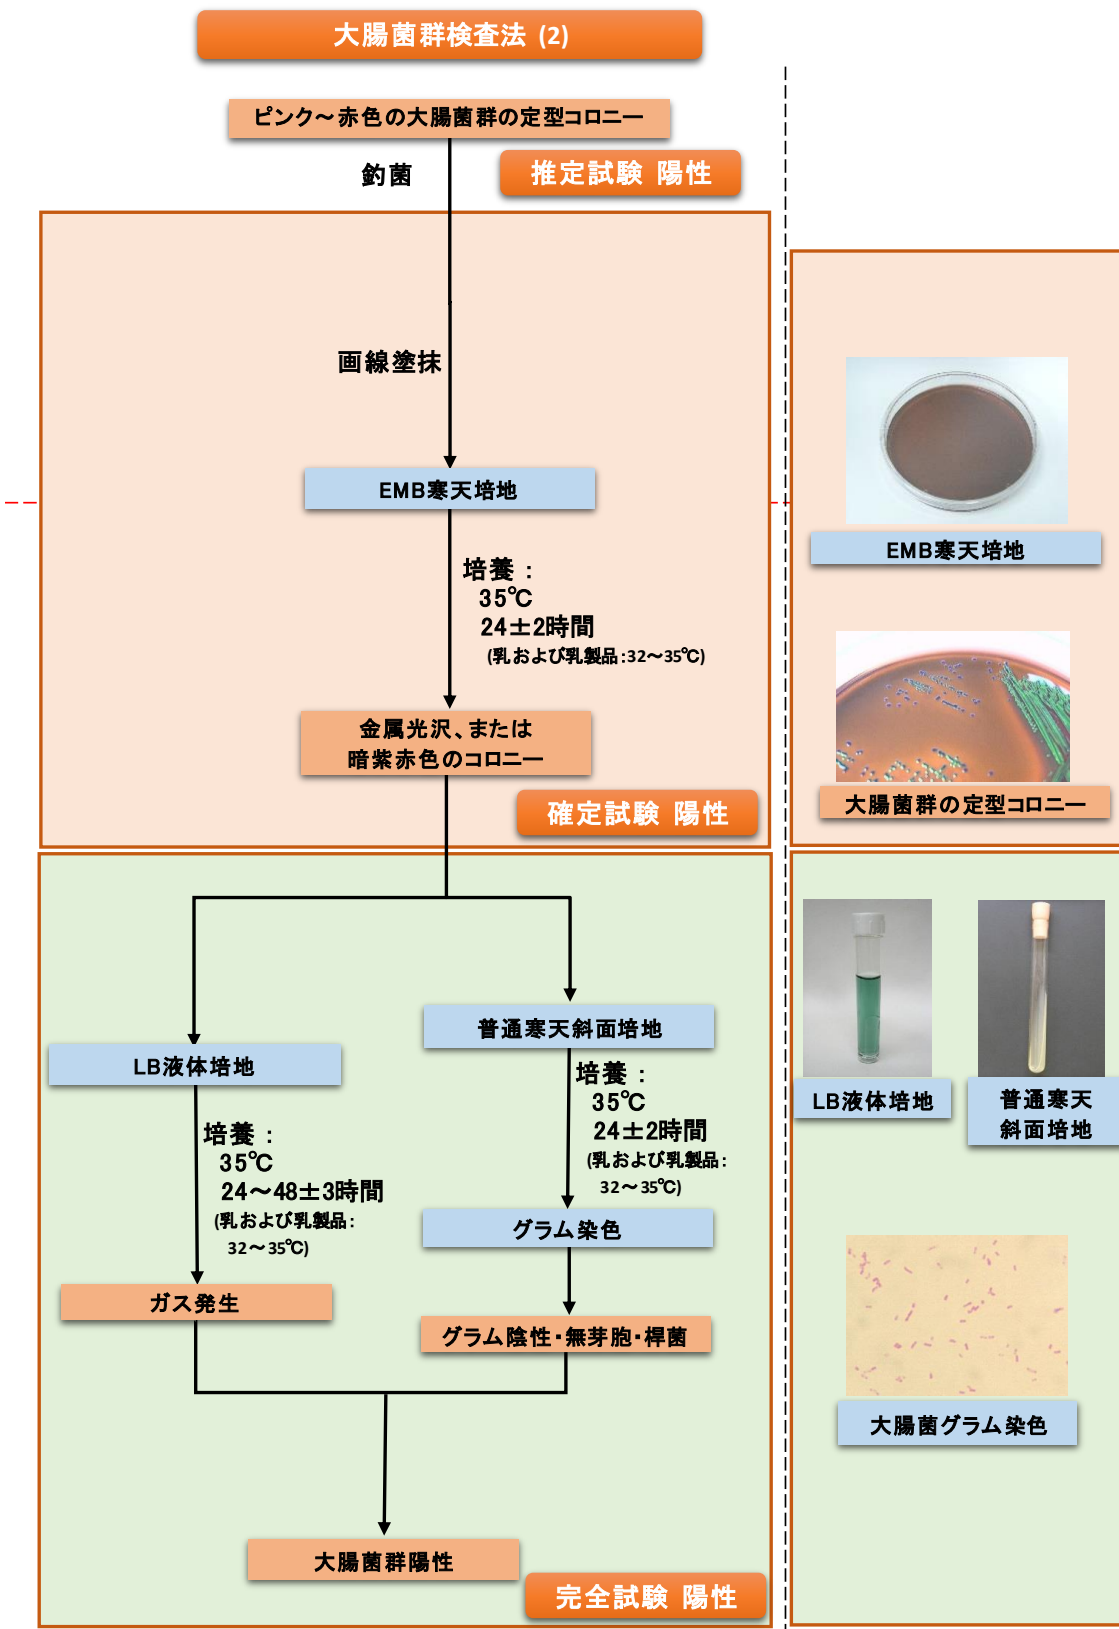 大腸菌群検査法 (2)
ピンク～赤色の大腸菌群の定型コロニー
釣菌
推定試験 陽性
画線塗抹
EMB寒天培地
培養：
35℃
24±2時間
(乳および乳製品:32～35℃)
金属光沢、または
暗紫赤色のコロニー
確定試験 陽性
LB液体培地
培養：
35℃
24～48±3時間
(乳および乳製品:
32～35℃)
ガス発生
普通寒天斜面培地
培養：
35℃
24±2時間
(乳および乳製品:
32～35℃)
グラム染色
グラム陰性・無芽胞・桿菌
大腸菌群陽性
完全試験 陽性
EMB寒天培地
大腸菌群の定型コロニー
LB液体培地
普通寒天
斜面培地
大腸菌グラム染色